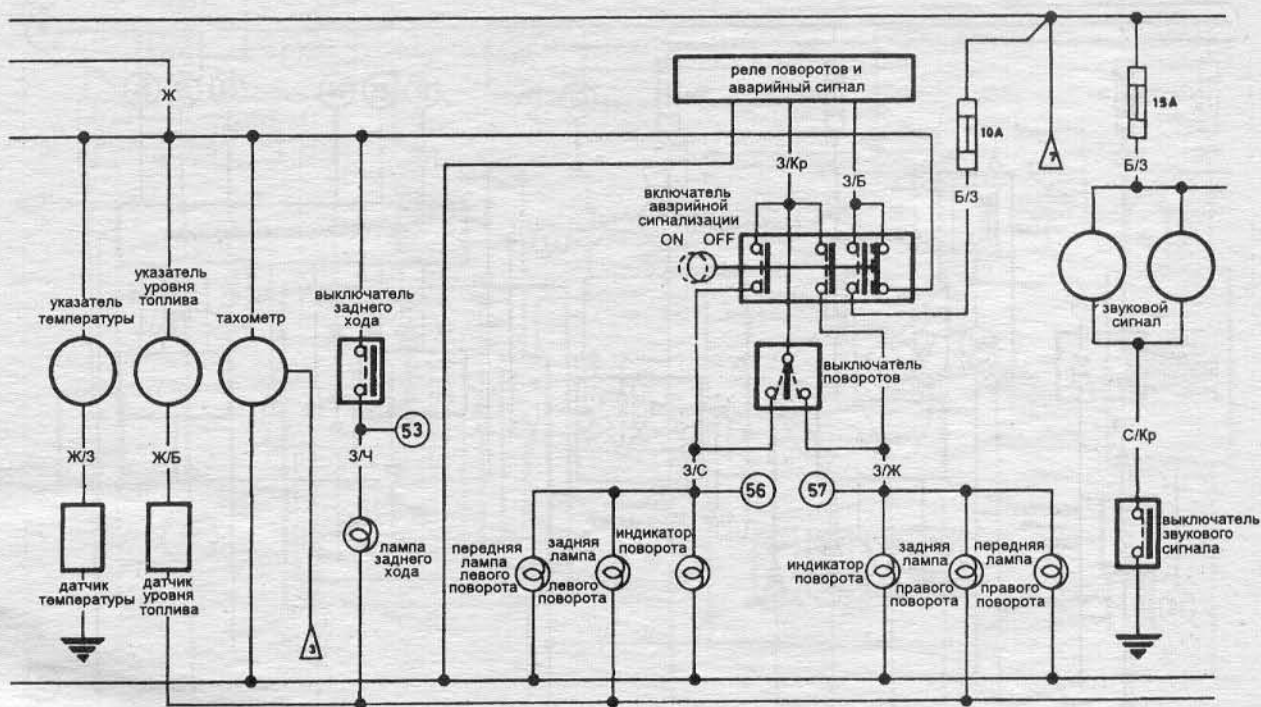 Ж
реле поворотов и
аварийный сигнал
10А
7
15А
З/Кр
З/Б
Б/З
Б/З
включатель
аварийной
сигнализации
ON OFF
указатель
температуры
указатель
уровня
топлива
тахометр
выключатель
заднего
хода
звуковой
сигнал
выключатель
поворотов
53
Ж/З
Ж/Б
З/Ч
З/С
З/Ж
С/Кр
56
57
датчик
температуры
датчик
уровня
топлива
3
лампа
заднего
хода
передняя
лампа
левого
поворота
задняя
лампа
левого
поворота
индикатор
поворота
индикатор
поворота
задняя
лампа
правого
поворота
передняя
лампа
правого
поворота
выключатель
звукового
сигнала